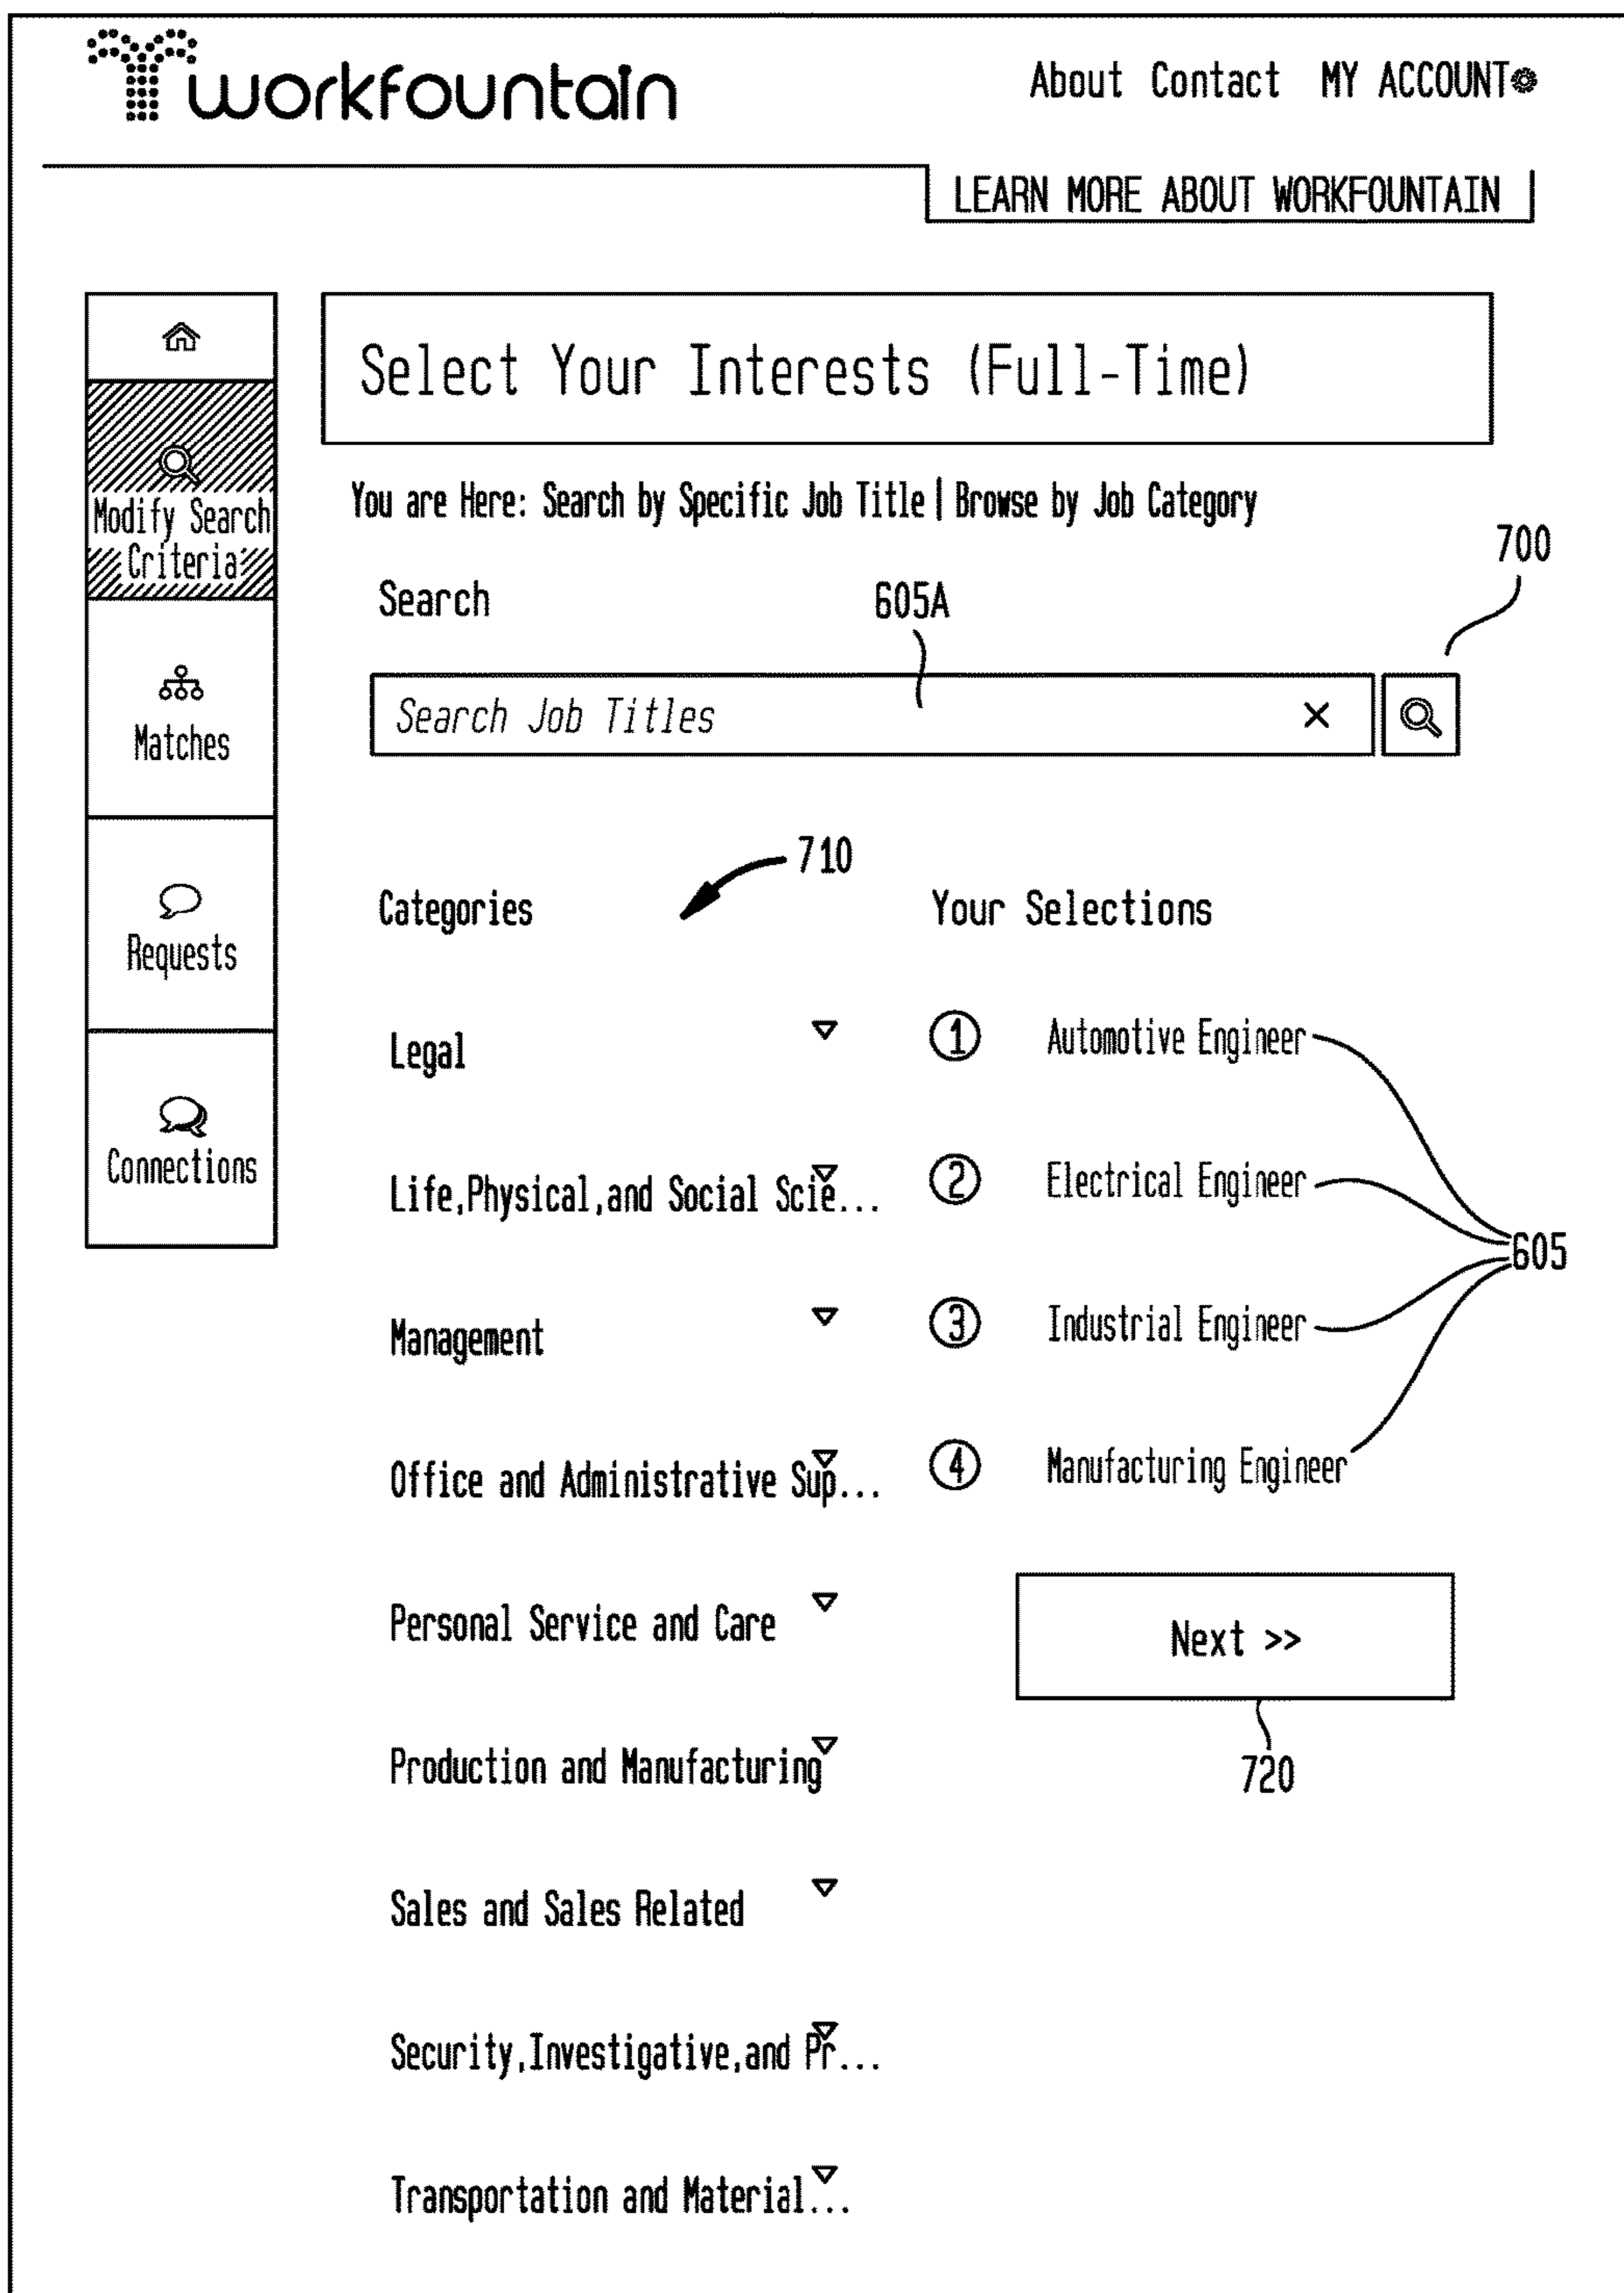 workfountain
About Contact MY ACCOUNT
LEARN MORE ABOUT WORKFOUNTAIN
Select Your Interests (Full-Time)
Modify Search
Criteria
Matches
Requests
Connections
You are Here: Search by Specific Job Title | Browse by Job Category
700
Search
605A
Search Job Titles ×
710
Categories
Legal
Life,Physical,and Social Scie...
Management
Office and Administrative Sup...
Personal Service and Care
Production and Manufacturing
Sales and Sales Related
Security,Investigative,and Pr...
Transportation and Material...
Your Selections
1 Automotive Engineer
2 Electrical Engineer
605
3 Industrial Engineer
4 Manufacturing Engineer
Next >>
720